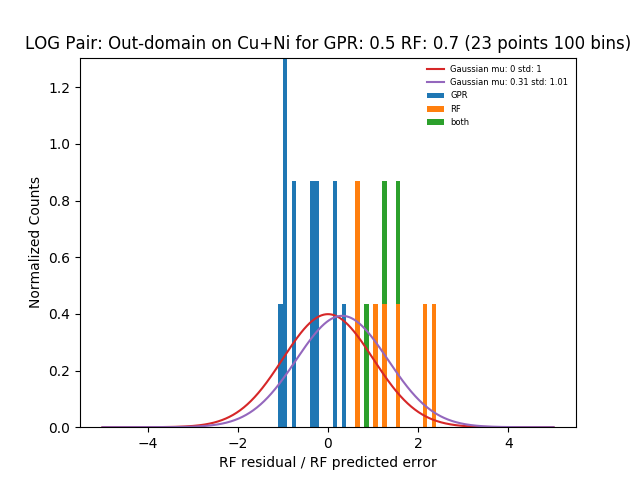 LOG Pair: Out-domain on Cu+Ni for GPR: 0.5 RF: 0.7 (23 points 100 bins)
Gaussian mu: 0 std: 1
Gaussian mu: 0.31 std: 1.01
GPR
RF
both
Normalized Counts
1.2
1.0
0.8
0.6
0.4
0.2
0.0
−4 −2 0 2 4
RF residual / RF predicted error